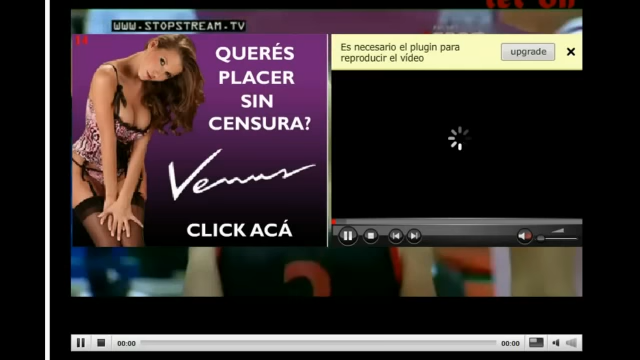 WWW.STOPSTREAM.TV
QUERÉS
PLACER
SIN
CENSURA?
Venus
CLICK ACÁ
Es necesario el plugin para
reproducir el vídeo
upgrade
00:00
00:00